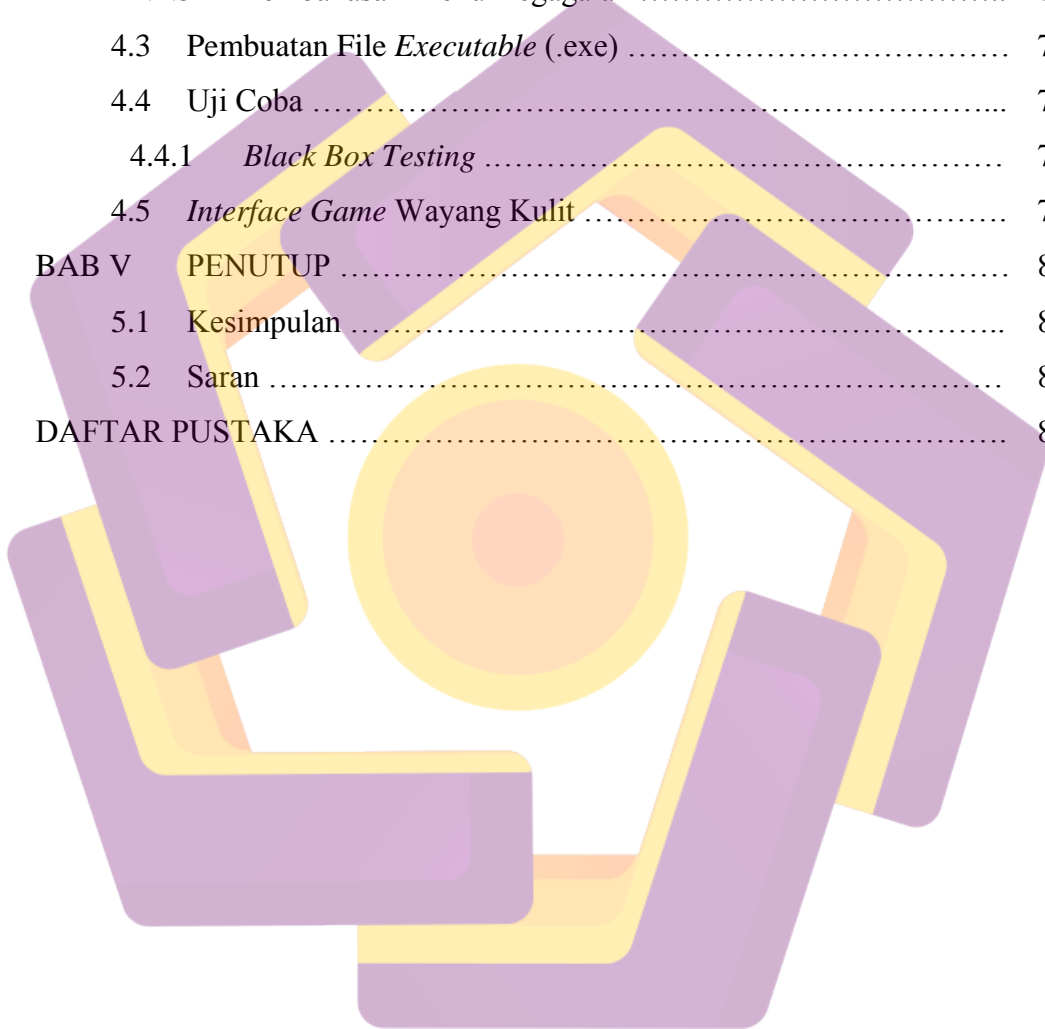 4.3 Pembuatan File Executable (.exe) ........................................ 7
4.4 Uji Coba ........................................ 7
4.4.1 Black Box Testing ........................................ 7
4.5 Interface Game Wayang Kulit ........................................ 7
BAB V PENUTUP ........................................ 8
5.1 Kesimpulan ........................................ 8
5.2 Saran ........................................ 8
DAFTAR PUSTAKA ........................................ 8